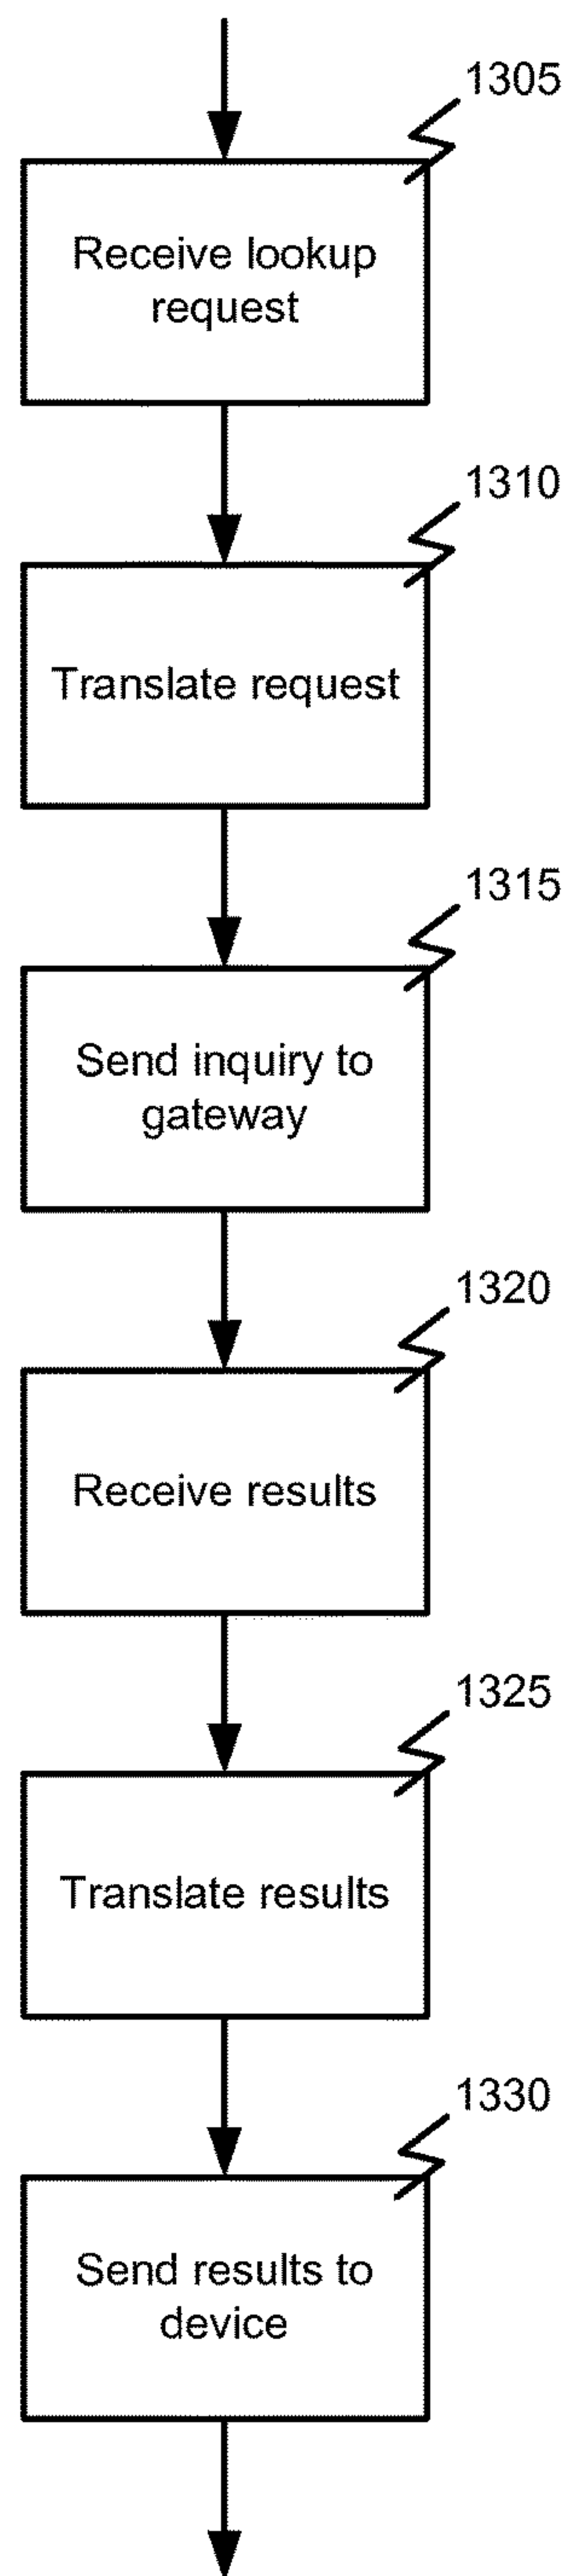 1305
Receive lookup
request
1310
Translate request
1315
Send inquiry to
gateway
1320
Receive results
1325
Translate results
1330
Send results to
device